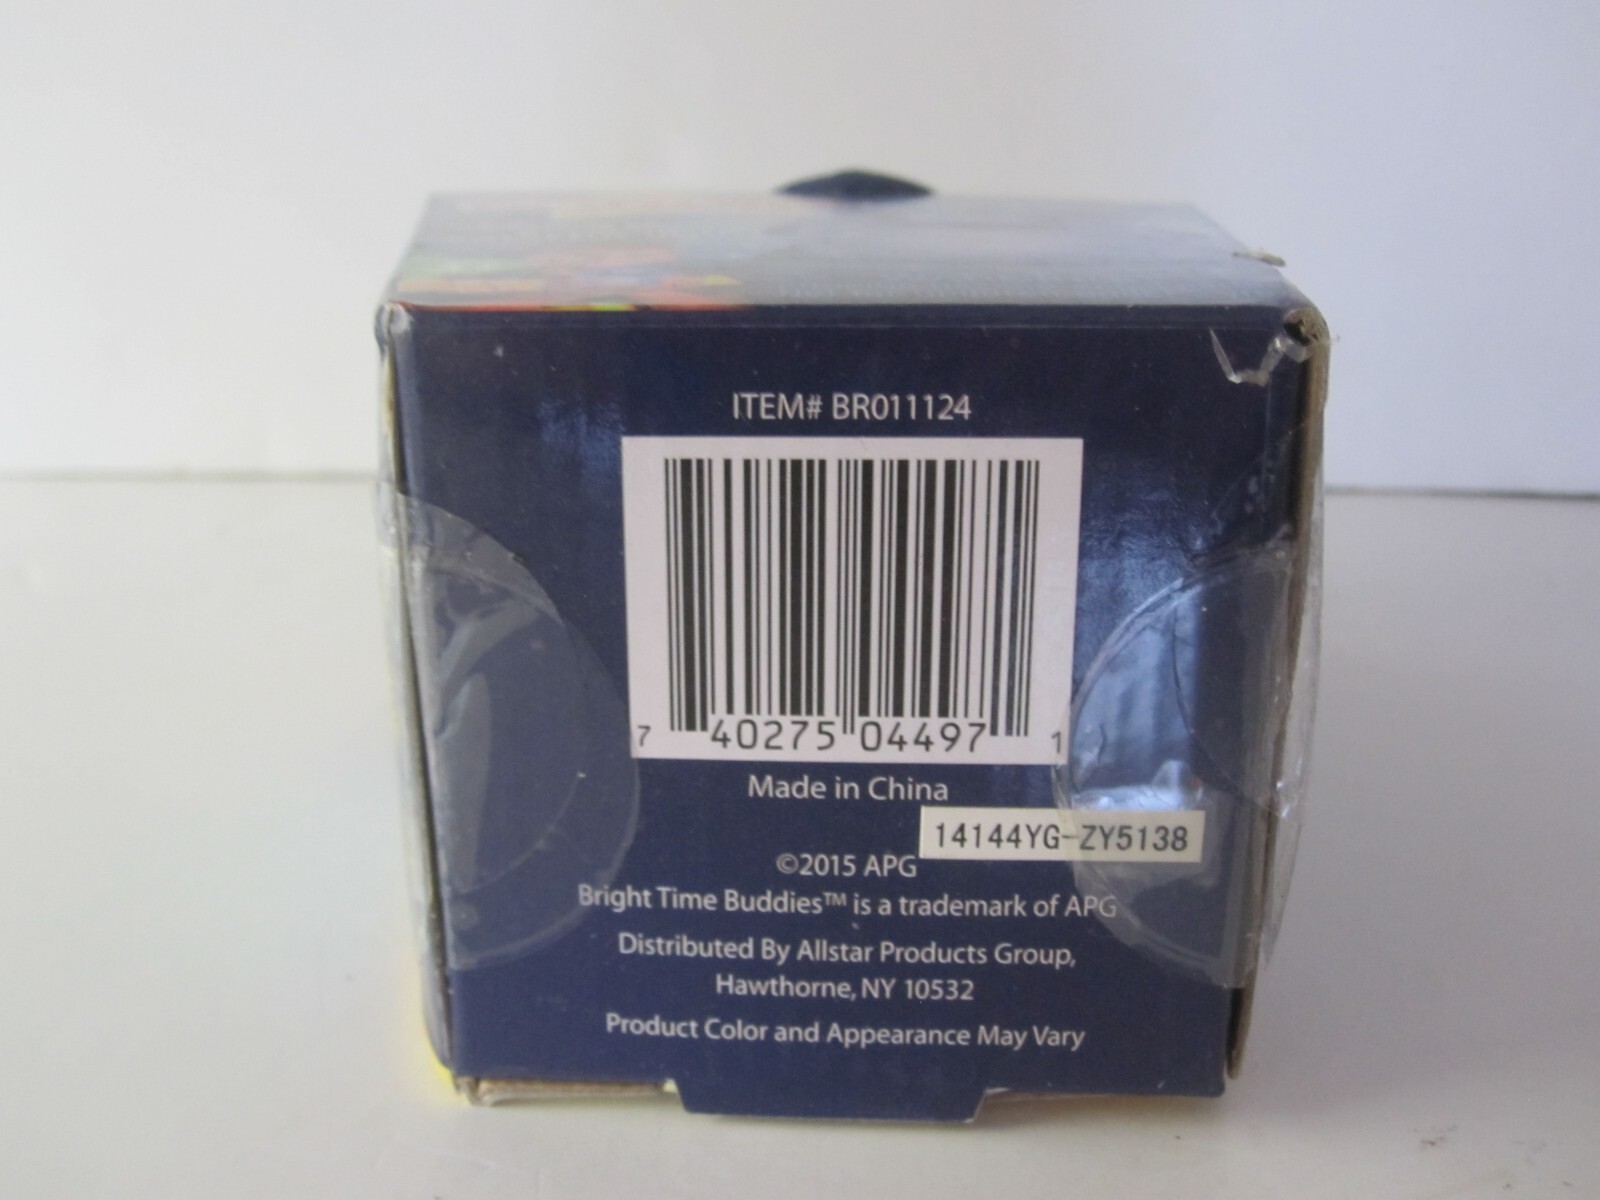 ITEM# BR011124
7 40275 04497 1
Made in China
14144YG-ZY5138
©2015 APG
Bright Time Buddies™ is a trademark of APG
Distributed By Allstar Products Group,
Hawthorne, NY 10532
Product Color and Appearance May Vary